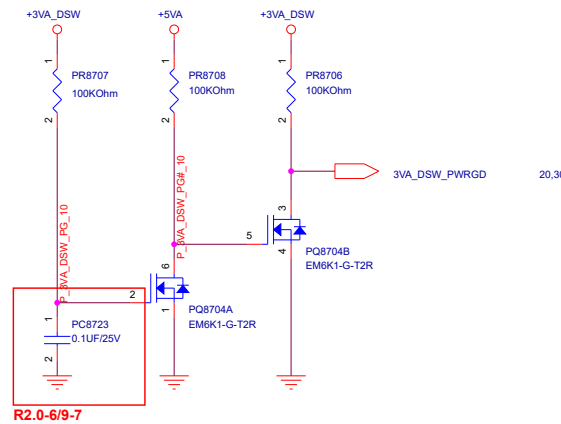 +3VA_DSW
+5VA
+3VA_DSW
1
1
1
PR8707
100KOhm
PR8708
100KOhm
PR8706
100KOhm
2
2
2
3VA_DSW_PWRGD
20,30
P_3VA_DSW_PG_10
P_3VA_DSW_PG#_10
3
5
4
PQ8704B
EM6K1-G-T2R
6
2
1
PQ8704A
EM6K1-G-T2R
1
PC8723
0.1UF/25V
2
R2.0-6/9-7